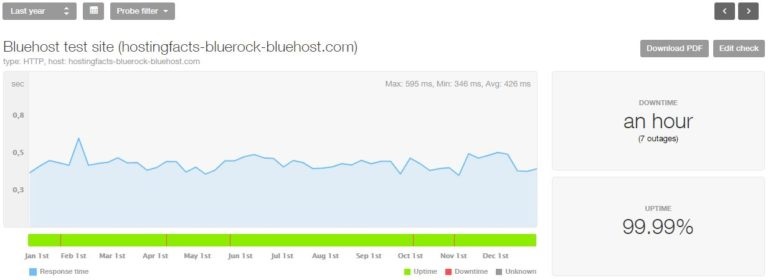 Last year
Probe filter
Bluehost test site (hostingfacts-bluerock-bluehost.com)
type: HTTP, host: hostingfacts-bluerock-bluehost.com
Download PDF
Edit check
sec
Max: 595 ms, Min: 346 ms, Avg: 426 ms
0,8
0,5
0,3
Jan 1st Feb 1st Mar 1st Apr 1st May 1st Jun 1st Jul 1st Aug 1st Sep 1st Oct 1st Nov 1st Dec 1st
Response time
Uptime
Downtime
Unknown
DOWNTIME
an hour
(7 outages)
UPTIME
99.99%